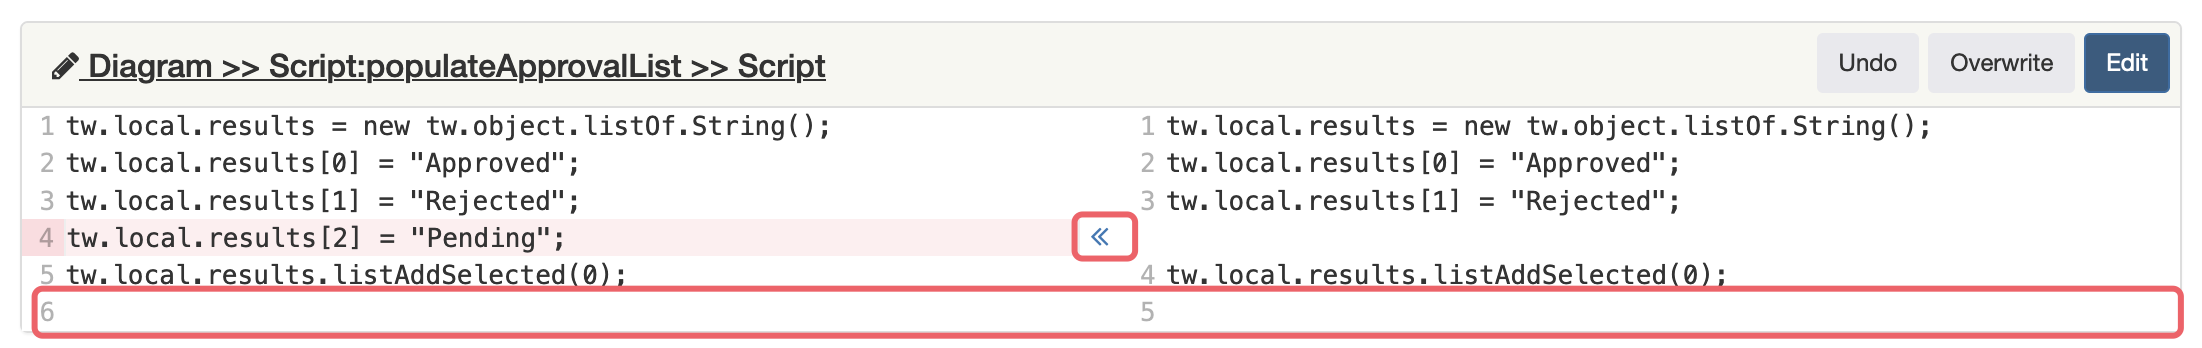 Diagram >> Script:populateApprovalList >> Script
Undo Overwrite Edit
1 tw.local.results = new tw.object.listOf.String();
2 tw.local.results[0] = "Approved";
3 tw.local.results[1] = "Rejected";
4 tw.local.results[2] = "Pending";
«
5 tw.local.results.listAddSelected(0);
6
1 tw.local.results = new tw.object.listOf.String();
2 tw.local.results[0] = "Approved";
3 tw.local.results[1] = "Rejected";
4 tw.local.results.listAddSelected(0);
5